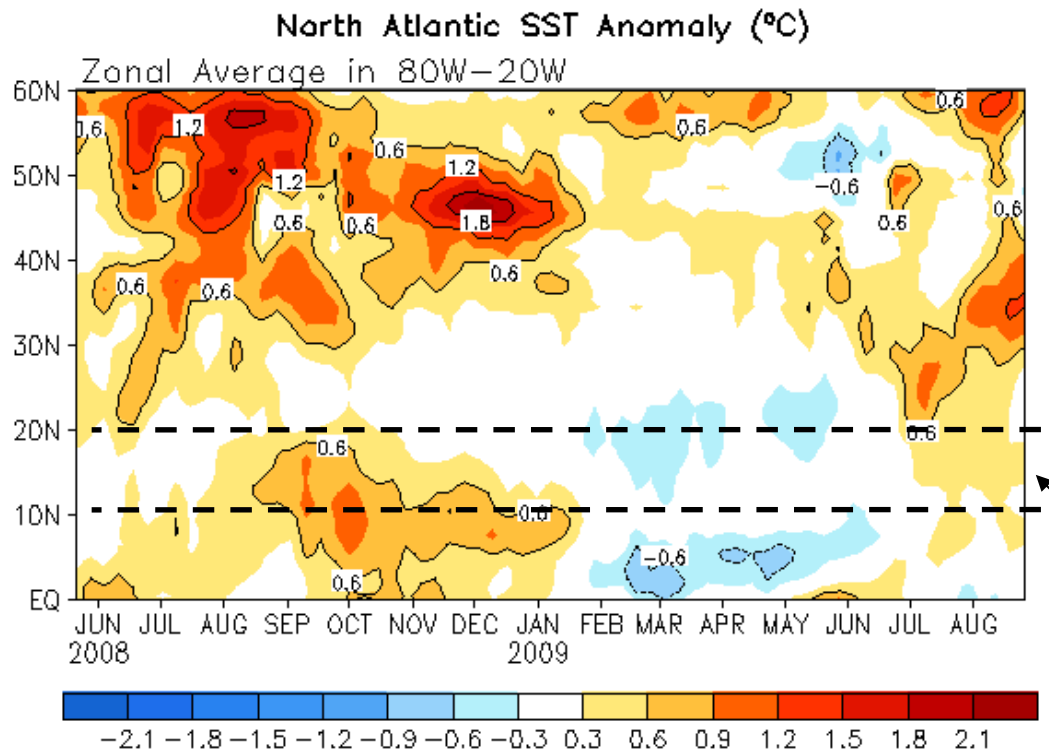 North Atlantic SST Anomaly (ºC)
Zonal Average in 80W−20W
60N
50N
40N
30N
20N
10N
EQ
0.6
1.2
0.6
0.6
1.2
1.2
0.6
−0.6
0.6
0.6
1.8
0.6
0.6
0.6
0.6
0.6
0.6
0.6
0.6
−0.6
0.6
JUN JUL AUG SEP OCT NOV DEC JAN FEB MAR APR MAY JUN JUL AUG
2008 2009
−2.1 −1.8 −1.5 −1.2 −0.9 −0.6 −0.3 0.3 0.6 0.9 1.2 1.5 1.8 2.1